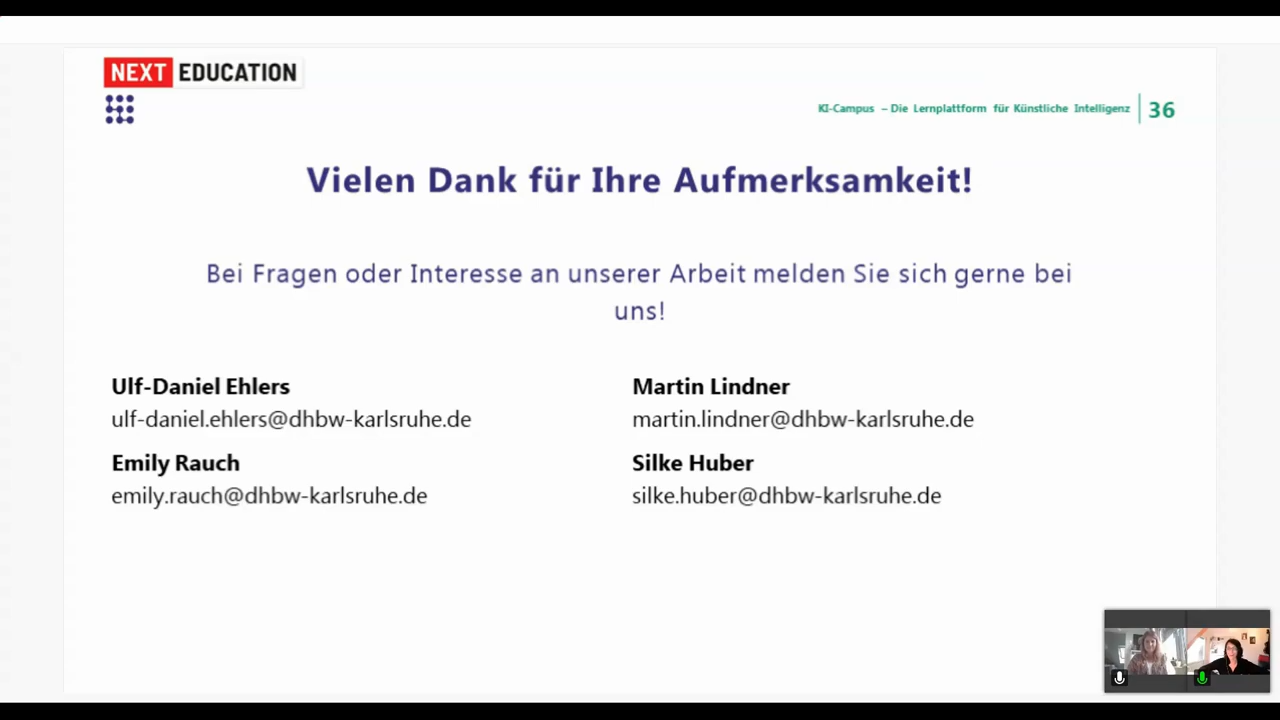 NEXT EDUCATION
KI-Campus – Die Lernplattform für Künstliche Intelligenz 36
Vielen Dank für Ihre Aufmerksamkeit!
Bei Fragen oder Interesse an unserer Arbeit melden Sie sich gerne bei
uns!
Ulf-Daniel Ehlers
ulf-daniel.ehlers@dhbw-karlsruhe.de
Emily Rauch
emily.rauch@dhbw-karlsruhe.de
Martin Lindner
martin.lindner@dhbw-karlsruhe.de
Silke Huber
silke.huber@dhbw-karlsruhe.de